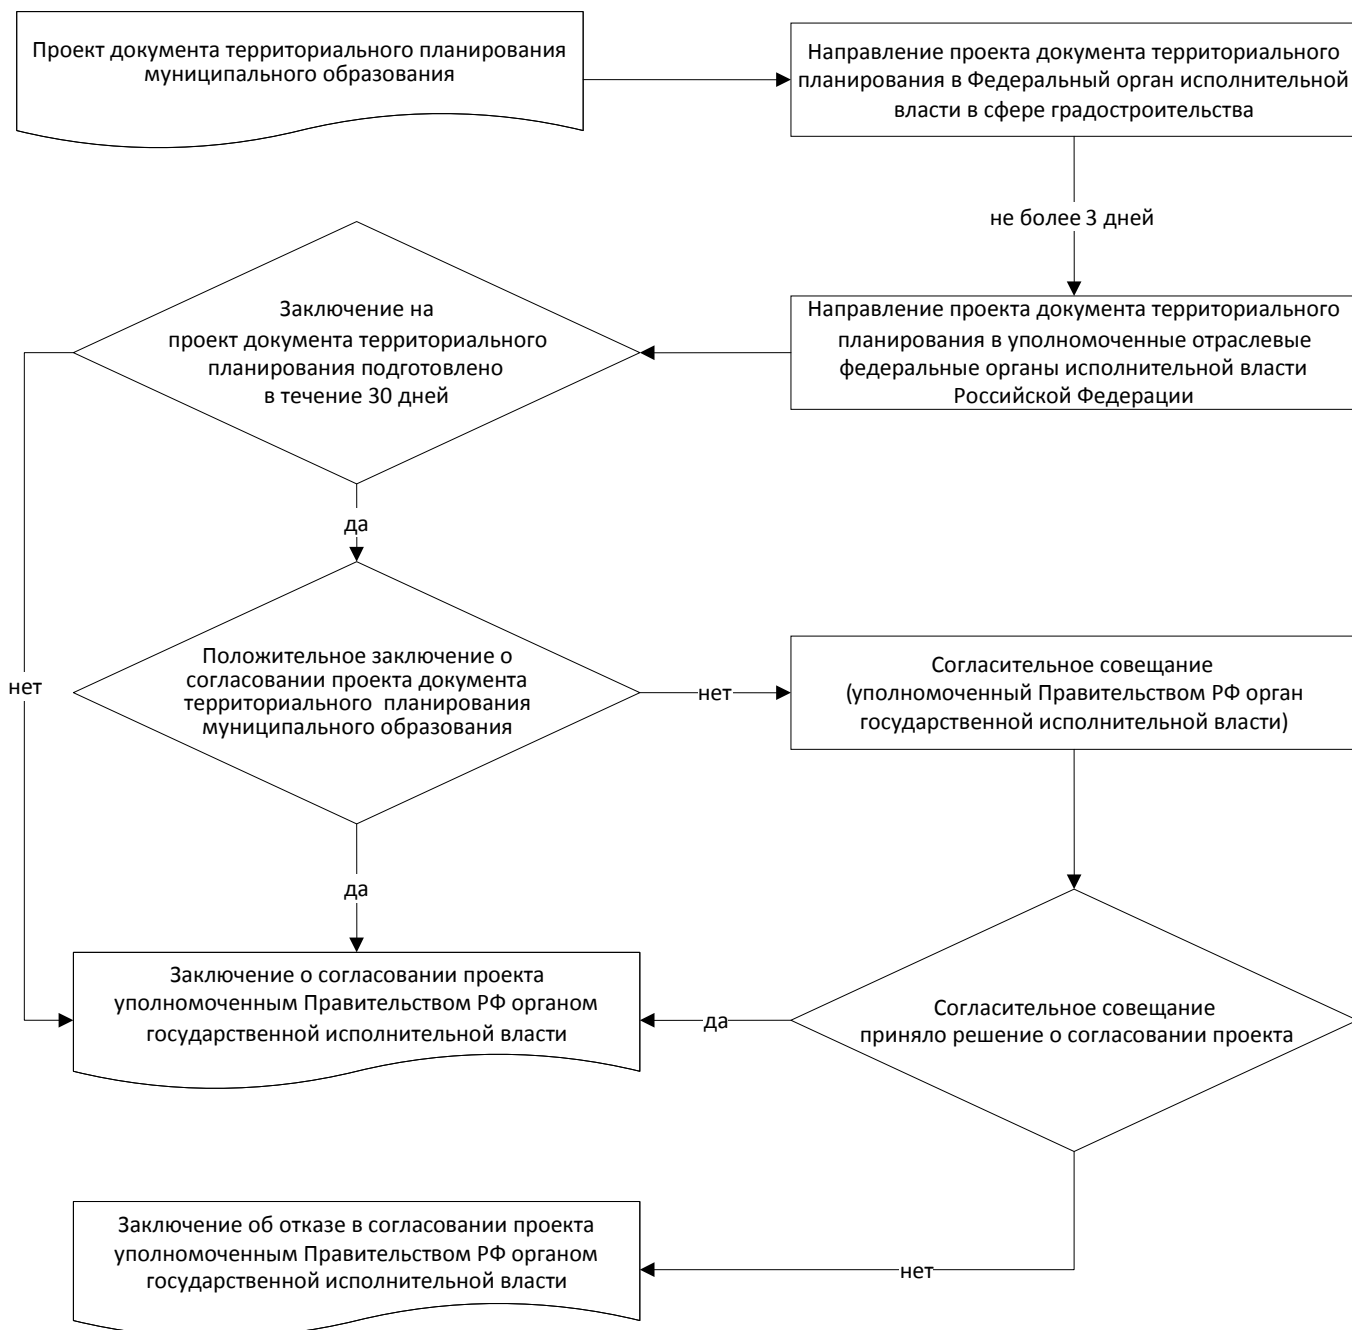 Проект документа территориального планирования
муниципального образования
Направление проекта документа территориального
планирования в Федеральный орган исполнительной
власти в сфере градостроительства
не более 3 дней
Направление проекта документа территориального
планирования в уполномоченные отраслевые
федеральные органы исполнительной власти
Российской Федерации
Заключение на
проект документа территориального
планирования подготовлено
в течение 30 дней
да
нет
Положительное заключение о
согласовании проекта документа
территориального планирования
муниципального образования
нет
Согласительное совещание
(уполномоченный Правительством РФ орган
государственной исполнительной власти)
да
Заключение о согласовании проекта
уполномоченным Правительством РФ органом
государственной исполнительной власти
да
Согласительное совещание
приняло решение о согласовании проекта
Заключение об отказе в согласовании проекта
уполномоченным Правительством РФ органом
государственной исполнительной власти
нет